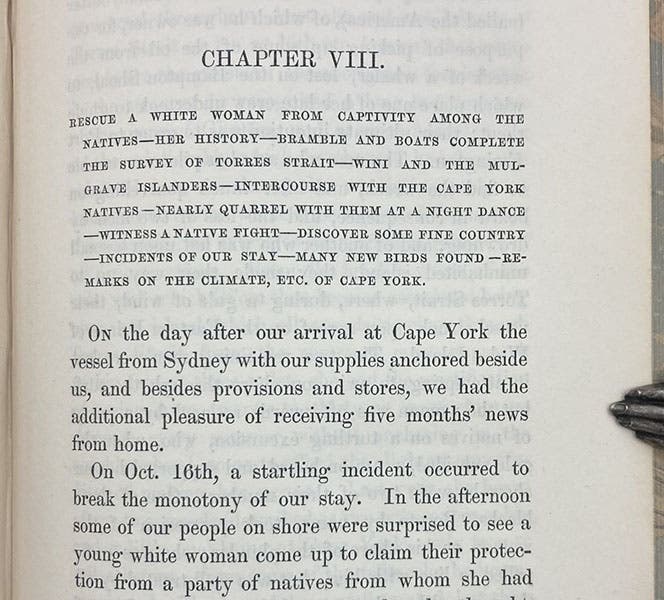 CHAPTER VIII.
RESCUE A WHITE WOMAN FROM CAPTIVITY AMONG THE
NATIVES—HER HISTORY—BRAMBLE AND BOATS COMPLETE
THE SURVEY OF TORRES STRAIT—WINI AND THE MUL-
GRAVE ISLANDERS—INTERCOURSE WITH THE CAPE YORK
NATIVES—NEARLY QUARREL WITH THEM AT A NIGHT DANCE
—WITNESS A NATIVE FIGHT—DISCOVER SOME FINE COUNTRY
—INCIDENTS OF OUR STAY—MANY NEW BIRDS FOUND—RE-
MARKS ON THE CLIMATE, ETC. OF CAPE YORK.
On the day after our arrival at Cape York the
vessel from Sydney with our supplies anchored beside
us, and besides provisions and stores, we had the
additional pleasure of receiving five months' news
from home.
On Oct. 16th, a startling incident occurred to
break the monotony of our stay. In the afternoon
some of our people on shore were surprised to see a
young white woman come up to claim their protec-
tion from a party of natives from whom she had